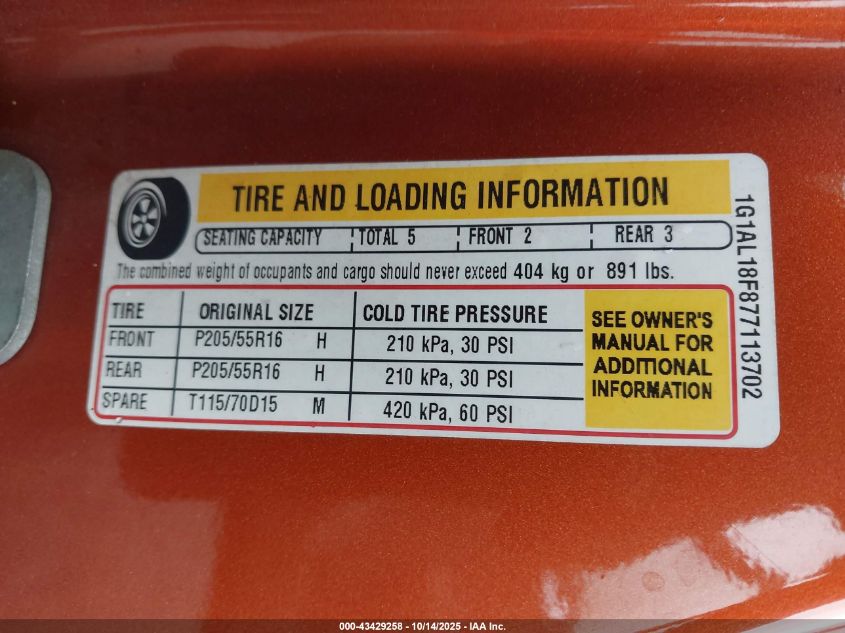 TIRE AND LOADING INFORMATION
SEATING CAPACITY TOTAL 5 FRONT 2 REAR 3
The combined weight of occupants and cargo should never exceed 404 kg or 891 lbs.
TIRE ORIGINAL SIZE COLD TIRE PRESSURE
FRONT P205/55R16 H 210 kPa, 30 PSI
REAR P205/55R16 H 210 kPa, 30 PSI
SPARE T115/70D15 M 420 kPa, 60 PSI
SEE OWNER'S
MANUAL FOR
ADDITIONAL
INFORMATION
1G1AL18F877113702
000-43429258 - 10/14/2025 - IAA Inc.